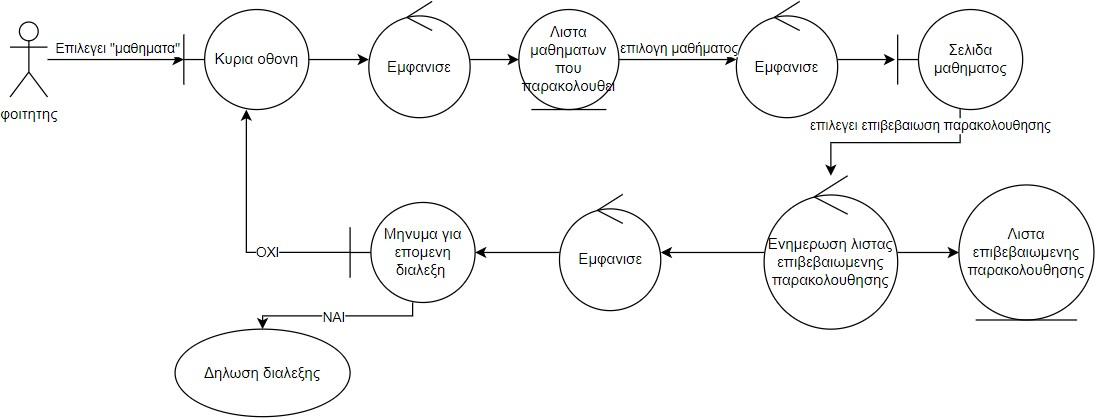 Επιλεγει "μαθηματα"
φοιτητης
Κυρια οθονη
Εμφανισε
Λιστα
μαθηματων
που
παρακολουθει
επιλογη μαθήματος
Εμφανισε
Σελιδα
μαθηματος
επιλεγει επιβεβαιωση παρακολουθησης
Ενημερωση λιστας
επιβεβαιωμενης
παρακολουθησης
Λιστα
επιβεβαιωμενης
παρακολουθησης
Εμφανισε
Μηνυμα για
επομενη
διαλεξη
ΟΧΙ
ΝΑΙ
Δηλωση διαλεξης